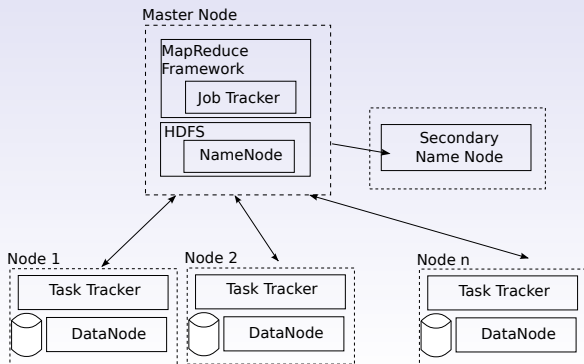 Master Node
MapReduce
Framework
Job Tracker
HDFS
NameNode
Secondary
Name Node
Node 1
Task Tracker
DataNode
Node 2
Task Tracker
DataNode
Node n
Task Tracker
DataNode